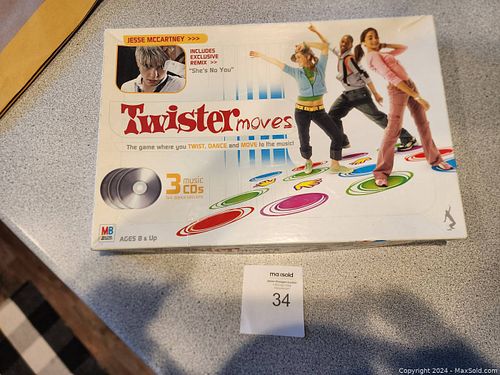 JESSE McCARTNEY >>>
INCLUDES
EXCLUSIVE
REMIX >>
"She's No You"
Twister moves
The game where you TWIST, DANCE and MOVE to the music!
3 music
CDs
MB
AGES 8 & Up
maxsold
34
Copyright 2024 - MaxSold.com